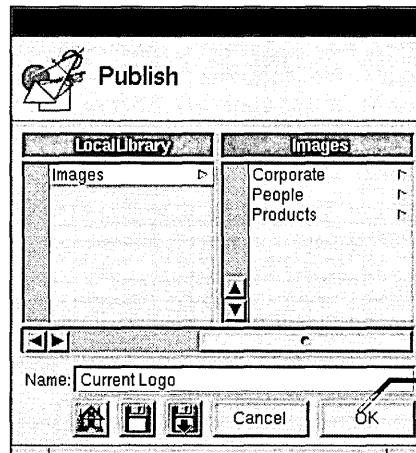 Publish
LocalLibrary Images
Images Corporate
People
Products
Name: Current Logo
Cancel OK